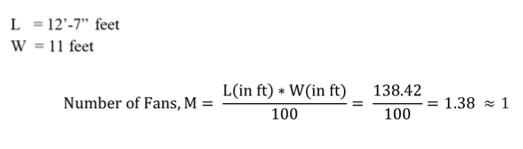 L = 12’-7” feet
W = 11 feet
Number of Fans, M = L(in ft) ∗ W(in ft) / 100 = 138.42 / 100 = 1.38 ≈ 1